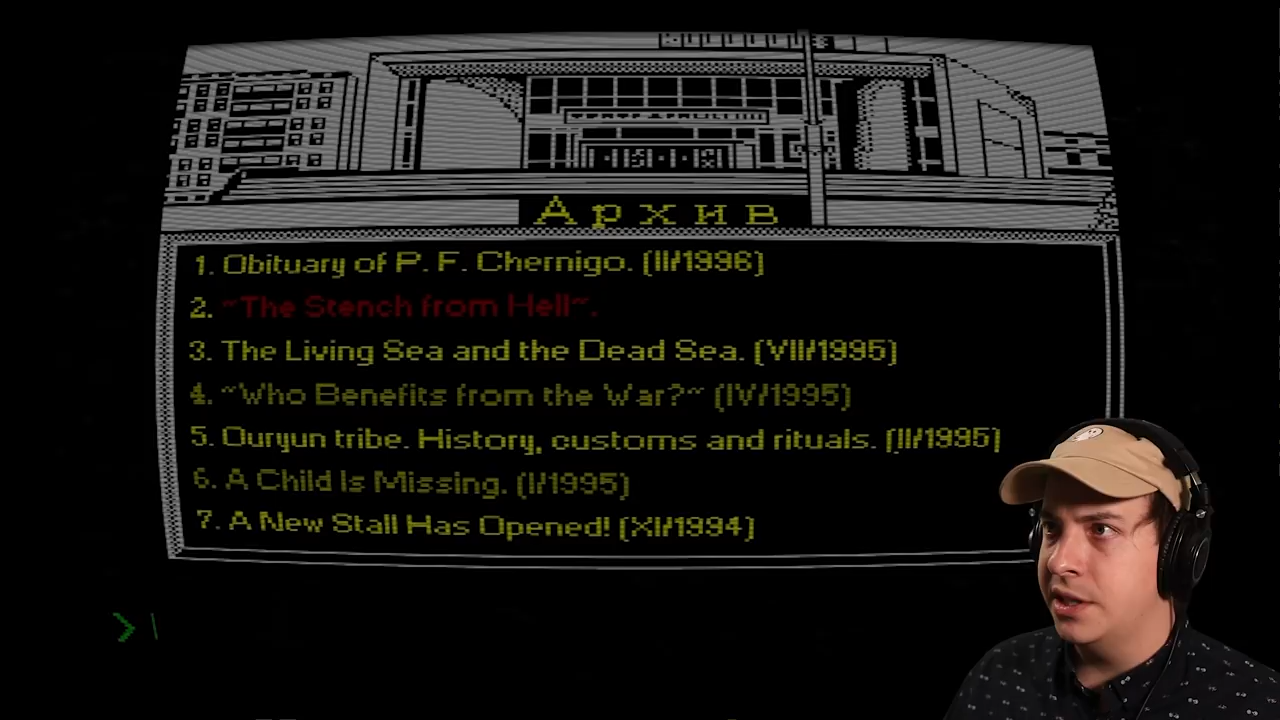 Архив
1. Obituary of P. F. Chernigo. (II/1996)
2. ~The Stench from Hell~.
3. The Living Sea and the Dead Sea. (VII/1995)
4. ~Who Benefits from the War?~ (IV/1995)
5. Ouryun tribe. History, customs and rituals. (II/1995)
6. A Child Is Missing. (I/1995)
7. A New Stall Has Opened! (XI/1994)
>